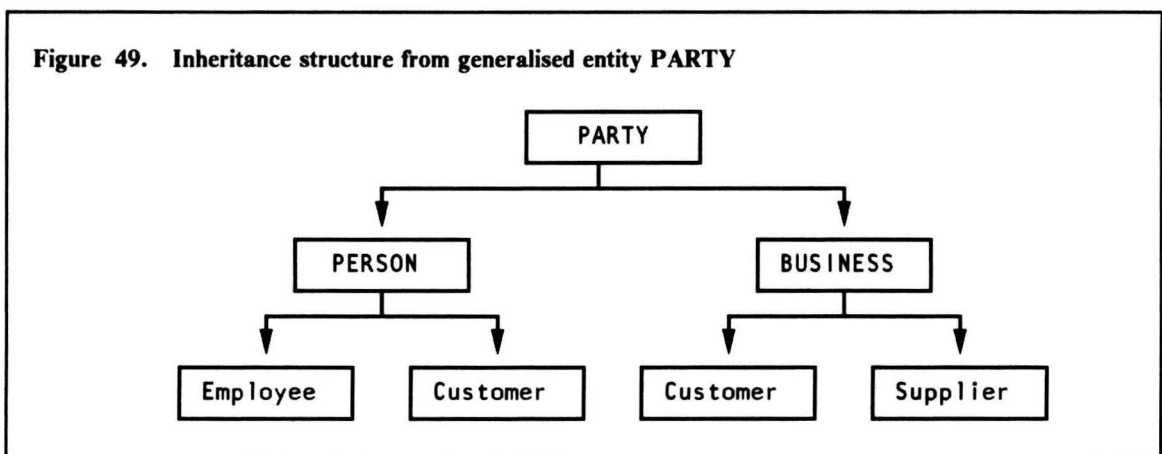 Figure 49. Inheritance structure from generalised entity PARTY
PARTY
PERSON
BUSINESS
Employee
Customer
Customer
Supplier